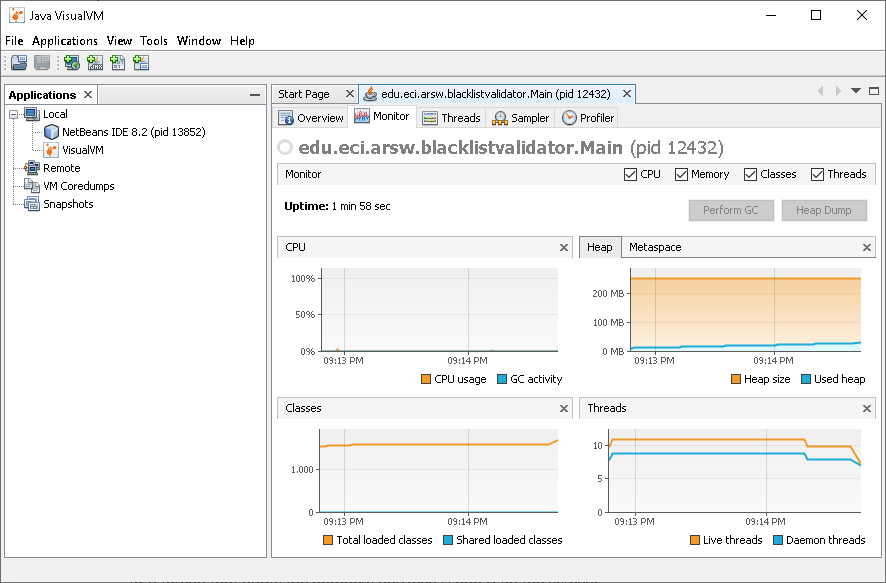 Java VisualVM
File Applications View Tools Window Help
Applications
Start Page edu.eci.arsw.blacklistvalidator.Main (pid 12432)
Local
NetBeans IDE 8.2 (pid 13852)
VisualVM
Remote
VM Coredumps
Snapshots
Overview Monitor Threads Sampler Profiler
edu.eci.arsw.blacklistvalidator.Main (pid 12432)
Monitor CPU Memory Classes Threads
Uptime: 1 min 58 sec Perform GC Heap Dump
CPU
100%
50%
0%
09:13 PM 09:14 PM
CPU usage GC activity
Heap Metaspace
200 MB
100 MB
0 MB
09:13 PM 09:14 PM
Heap size Used heap
Classes
1.000
0
09:13 PM 09:14 PM
Total loaded classes Shared loaded classes
Threads
10
5
0
09:13 PM 09:14 PM
Live threads Daemon threads